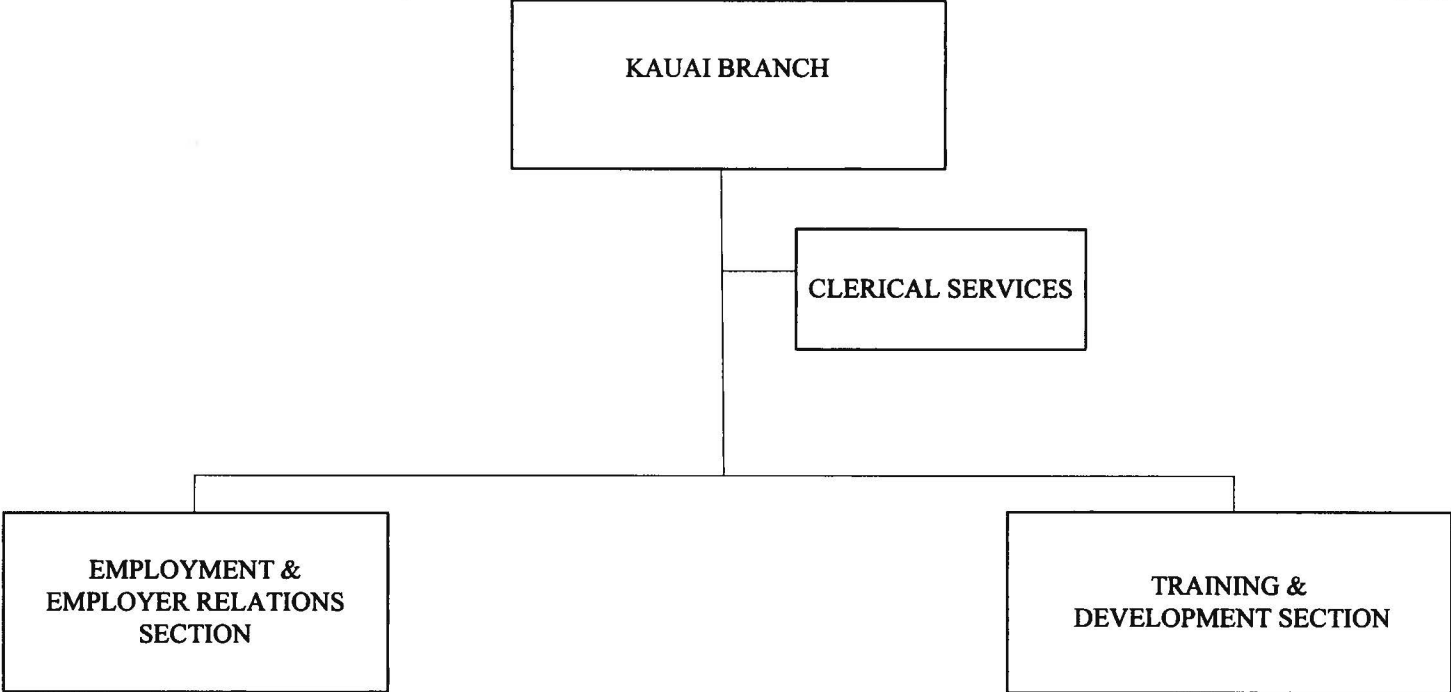 KAUAI BRANCH
CLERICAL SERVICES
EMPLOYMENT &
EMPLOYER RELATIONS
SECTION
TRAINING &
DEVELOPMENT SECTION